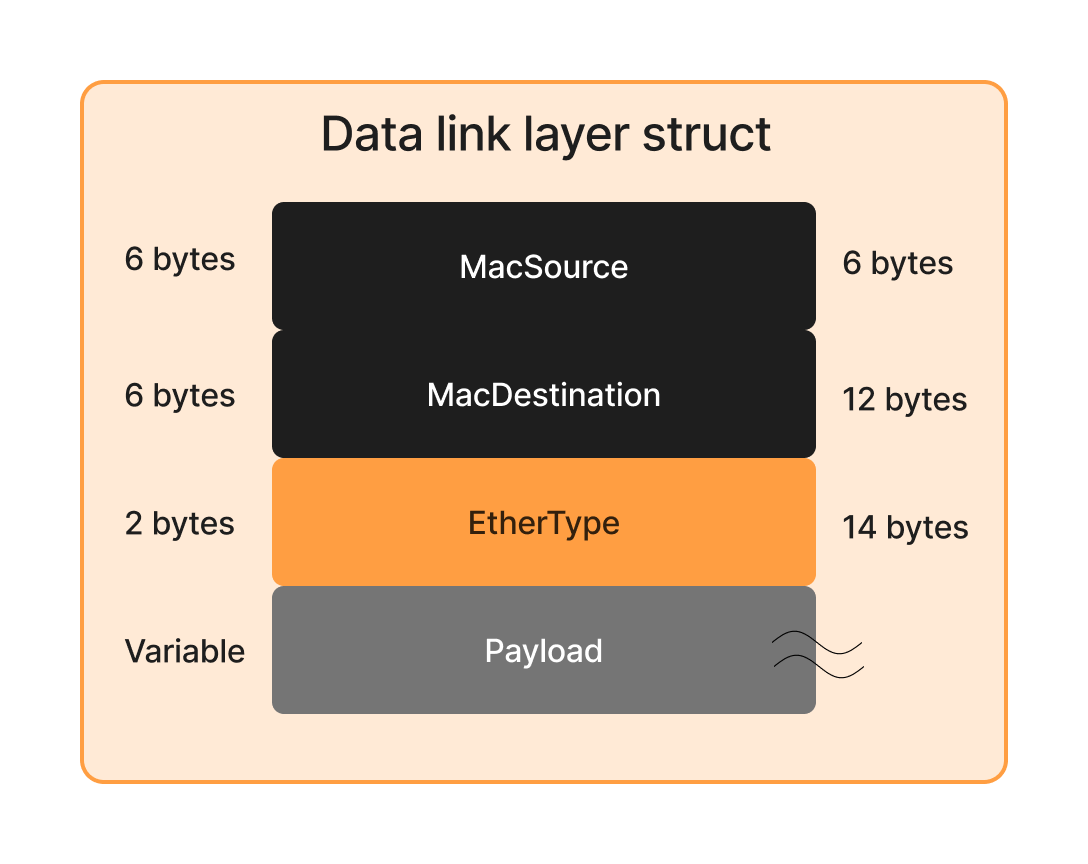 Data link layer struct
6 bytes MacSource 6 bytes
6 bytes MacDestination 12 bytes
2 bytes EtherType 14 bytes
Variable Payload